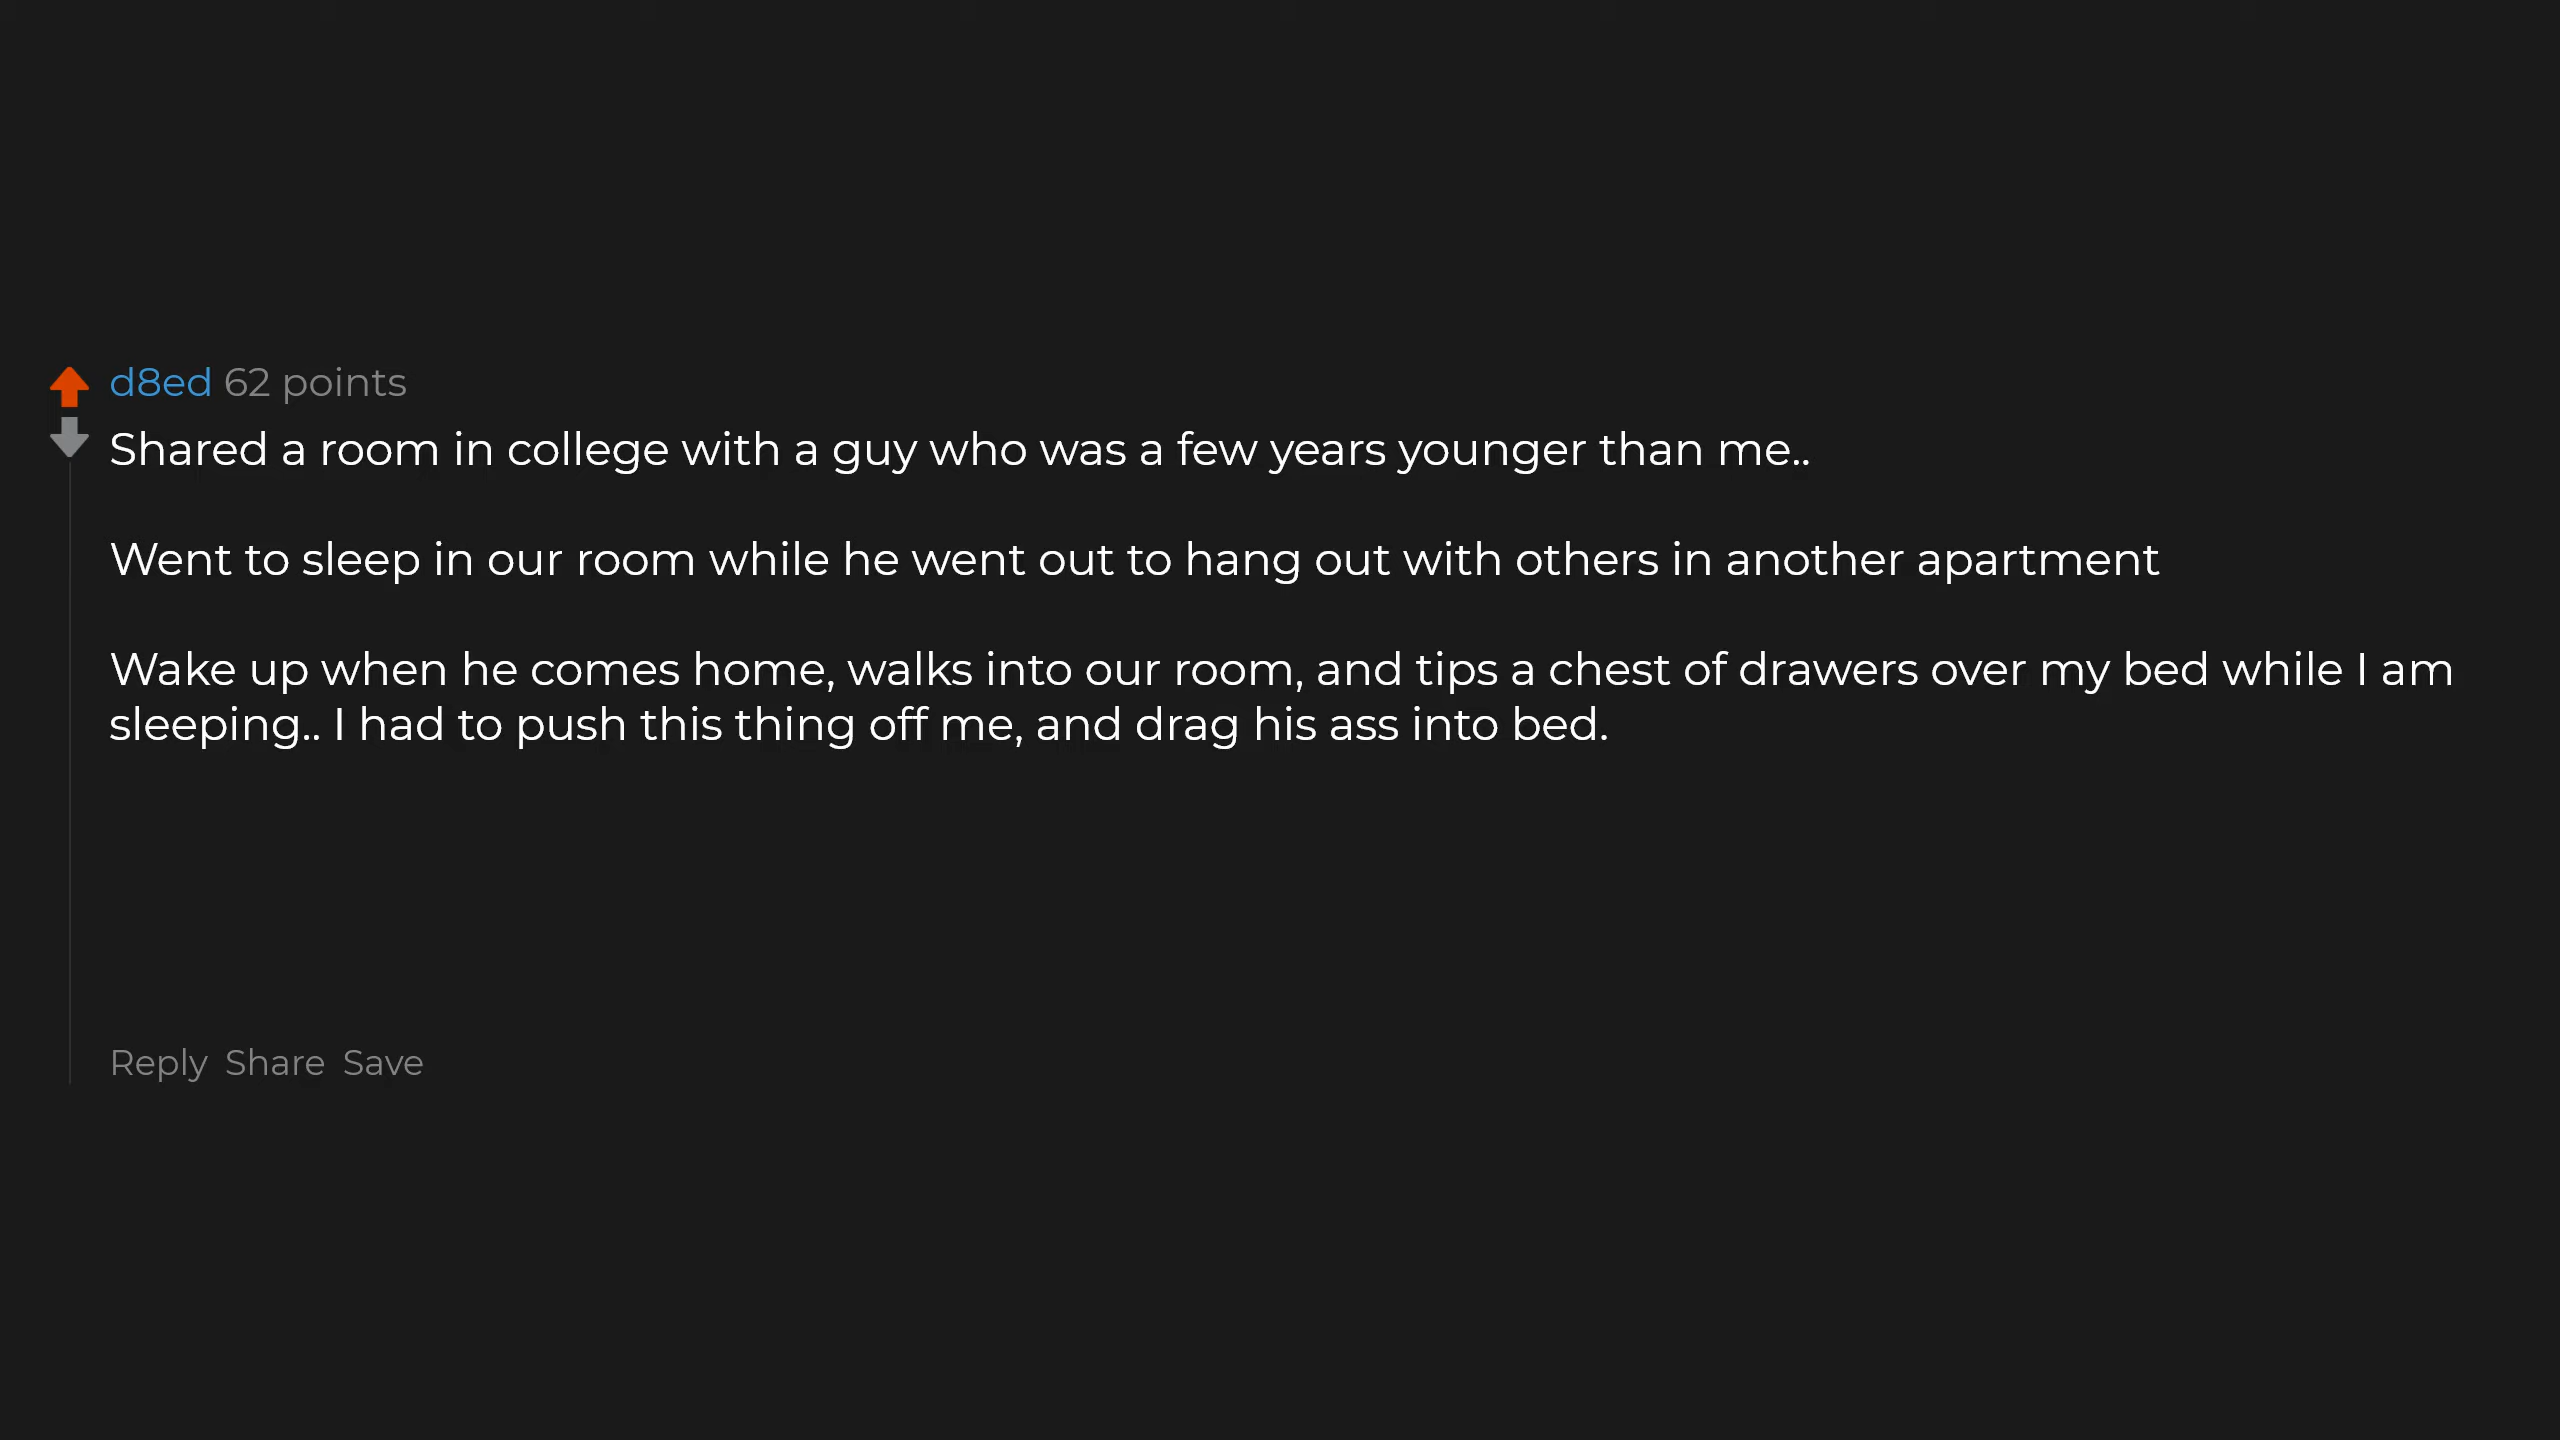 d8ed 62 points
Shared a room in college with a guy who was a few years younger than me..
Went to sleep in our room while he went out to hang out with others in another apartment
Wake up when he comes home, walks into our room, and tips a chest of drawers over my bed while I am
sleeping.. I had to push this thing off me, and drag his ass into bed.
Reply Share Save